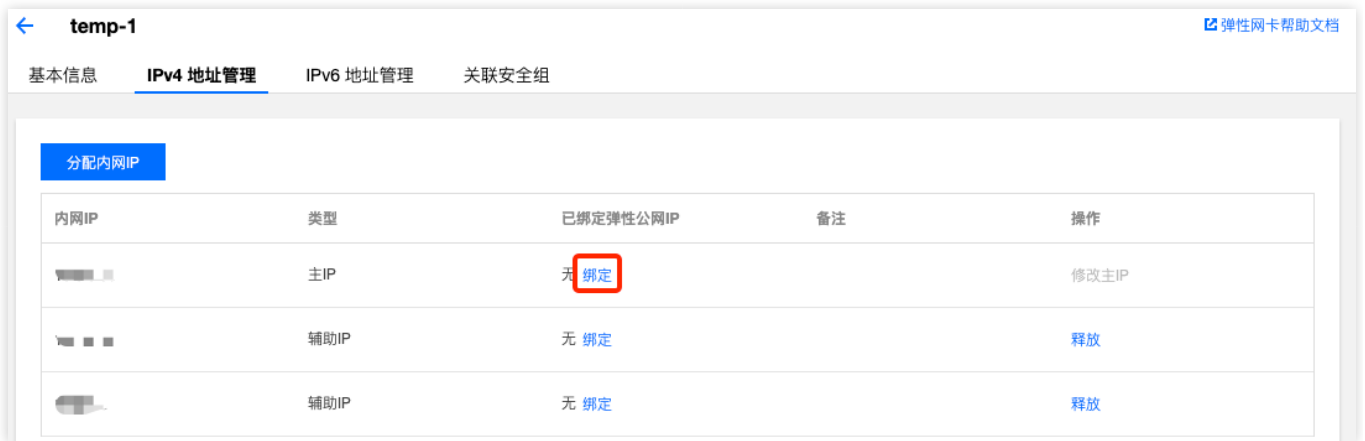 temp-1
弹性网卡帮助文档
基本信息 IPv4 地址管理 IPv6 地址管理 关联安全组
分配内网IP
内网IP 类型 已绑定弹性公网IP 备注 操作
主IP 无 绑定 修改主IP
辅助IP 无 绑定 释放
辅助IP 无 绑定 释放